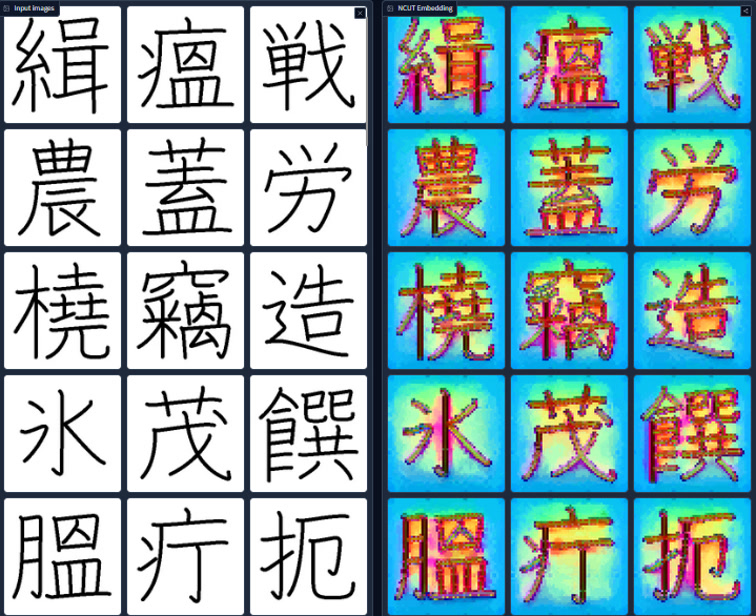 Input images
NCUT Embedding
緝 瘟 戦
農 蓋 労
橈 竊 造
氷 茂 饌
膃 疔 扼
緝 瘟 戦
農 蓋 労
橈 竊 造
氷 茂 饌
膃 疔 扼